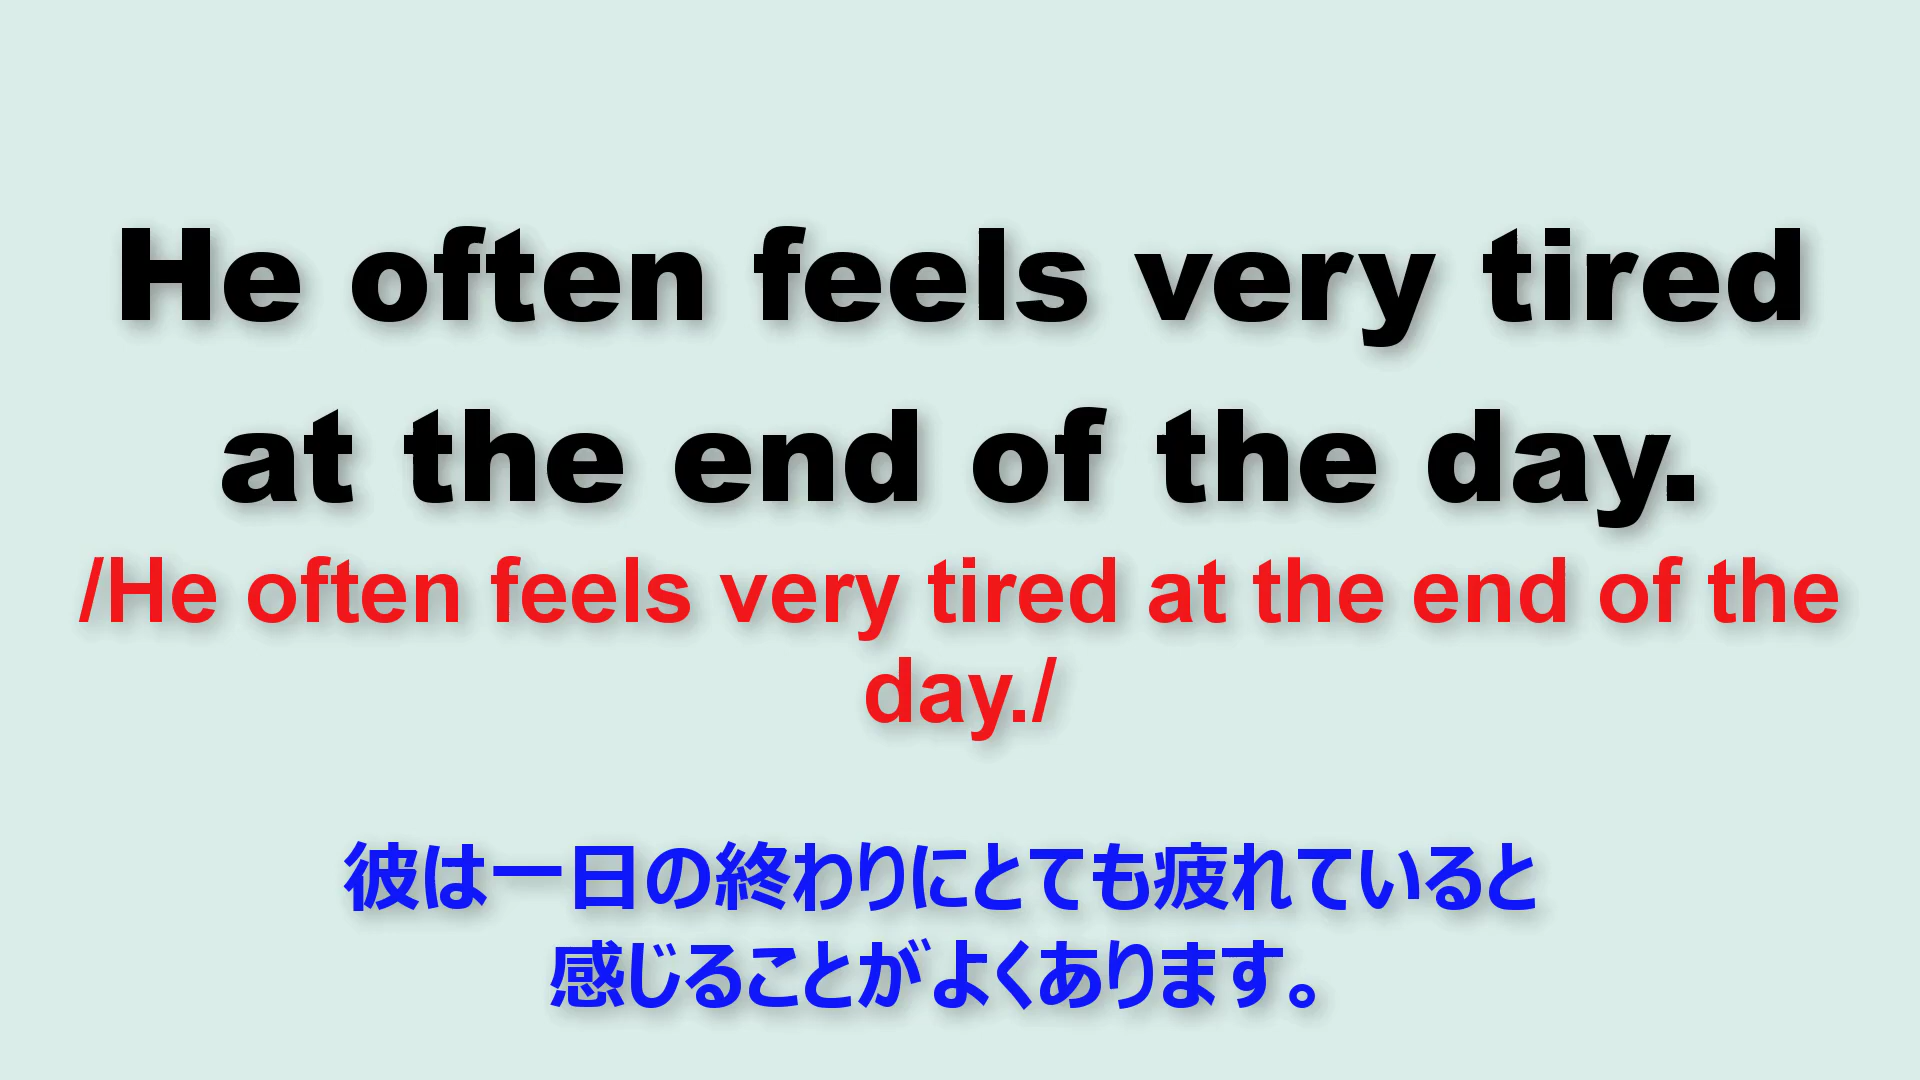 He often feels very tired
at the end of the day.
/He often feels very tired at the end of the
day./
彼は一日の終わりにとても疲れていると
感じることがよくあります。